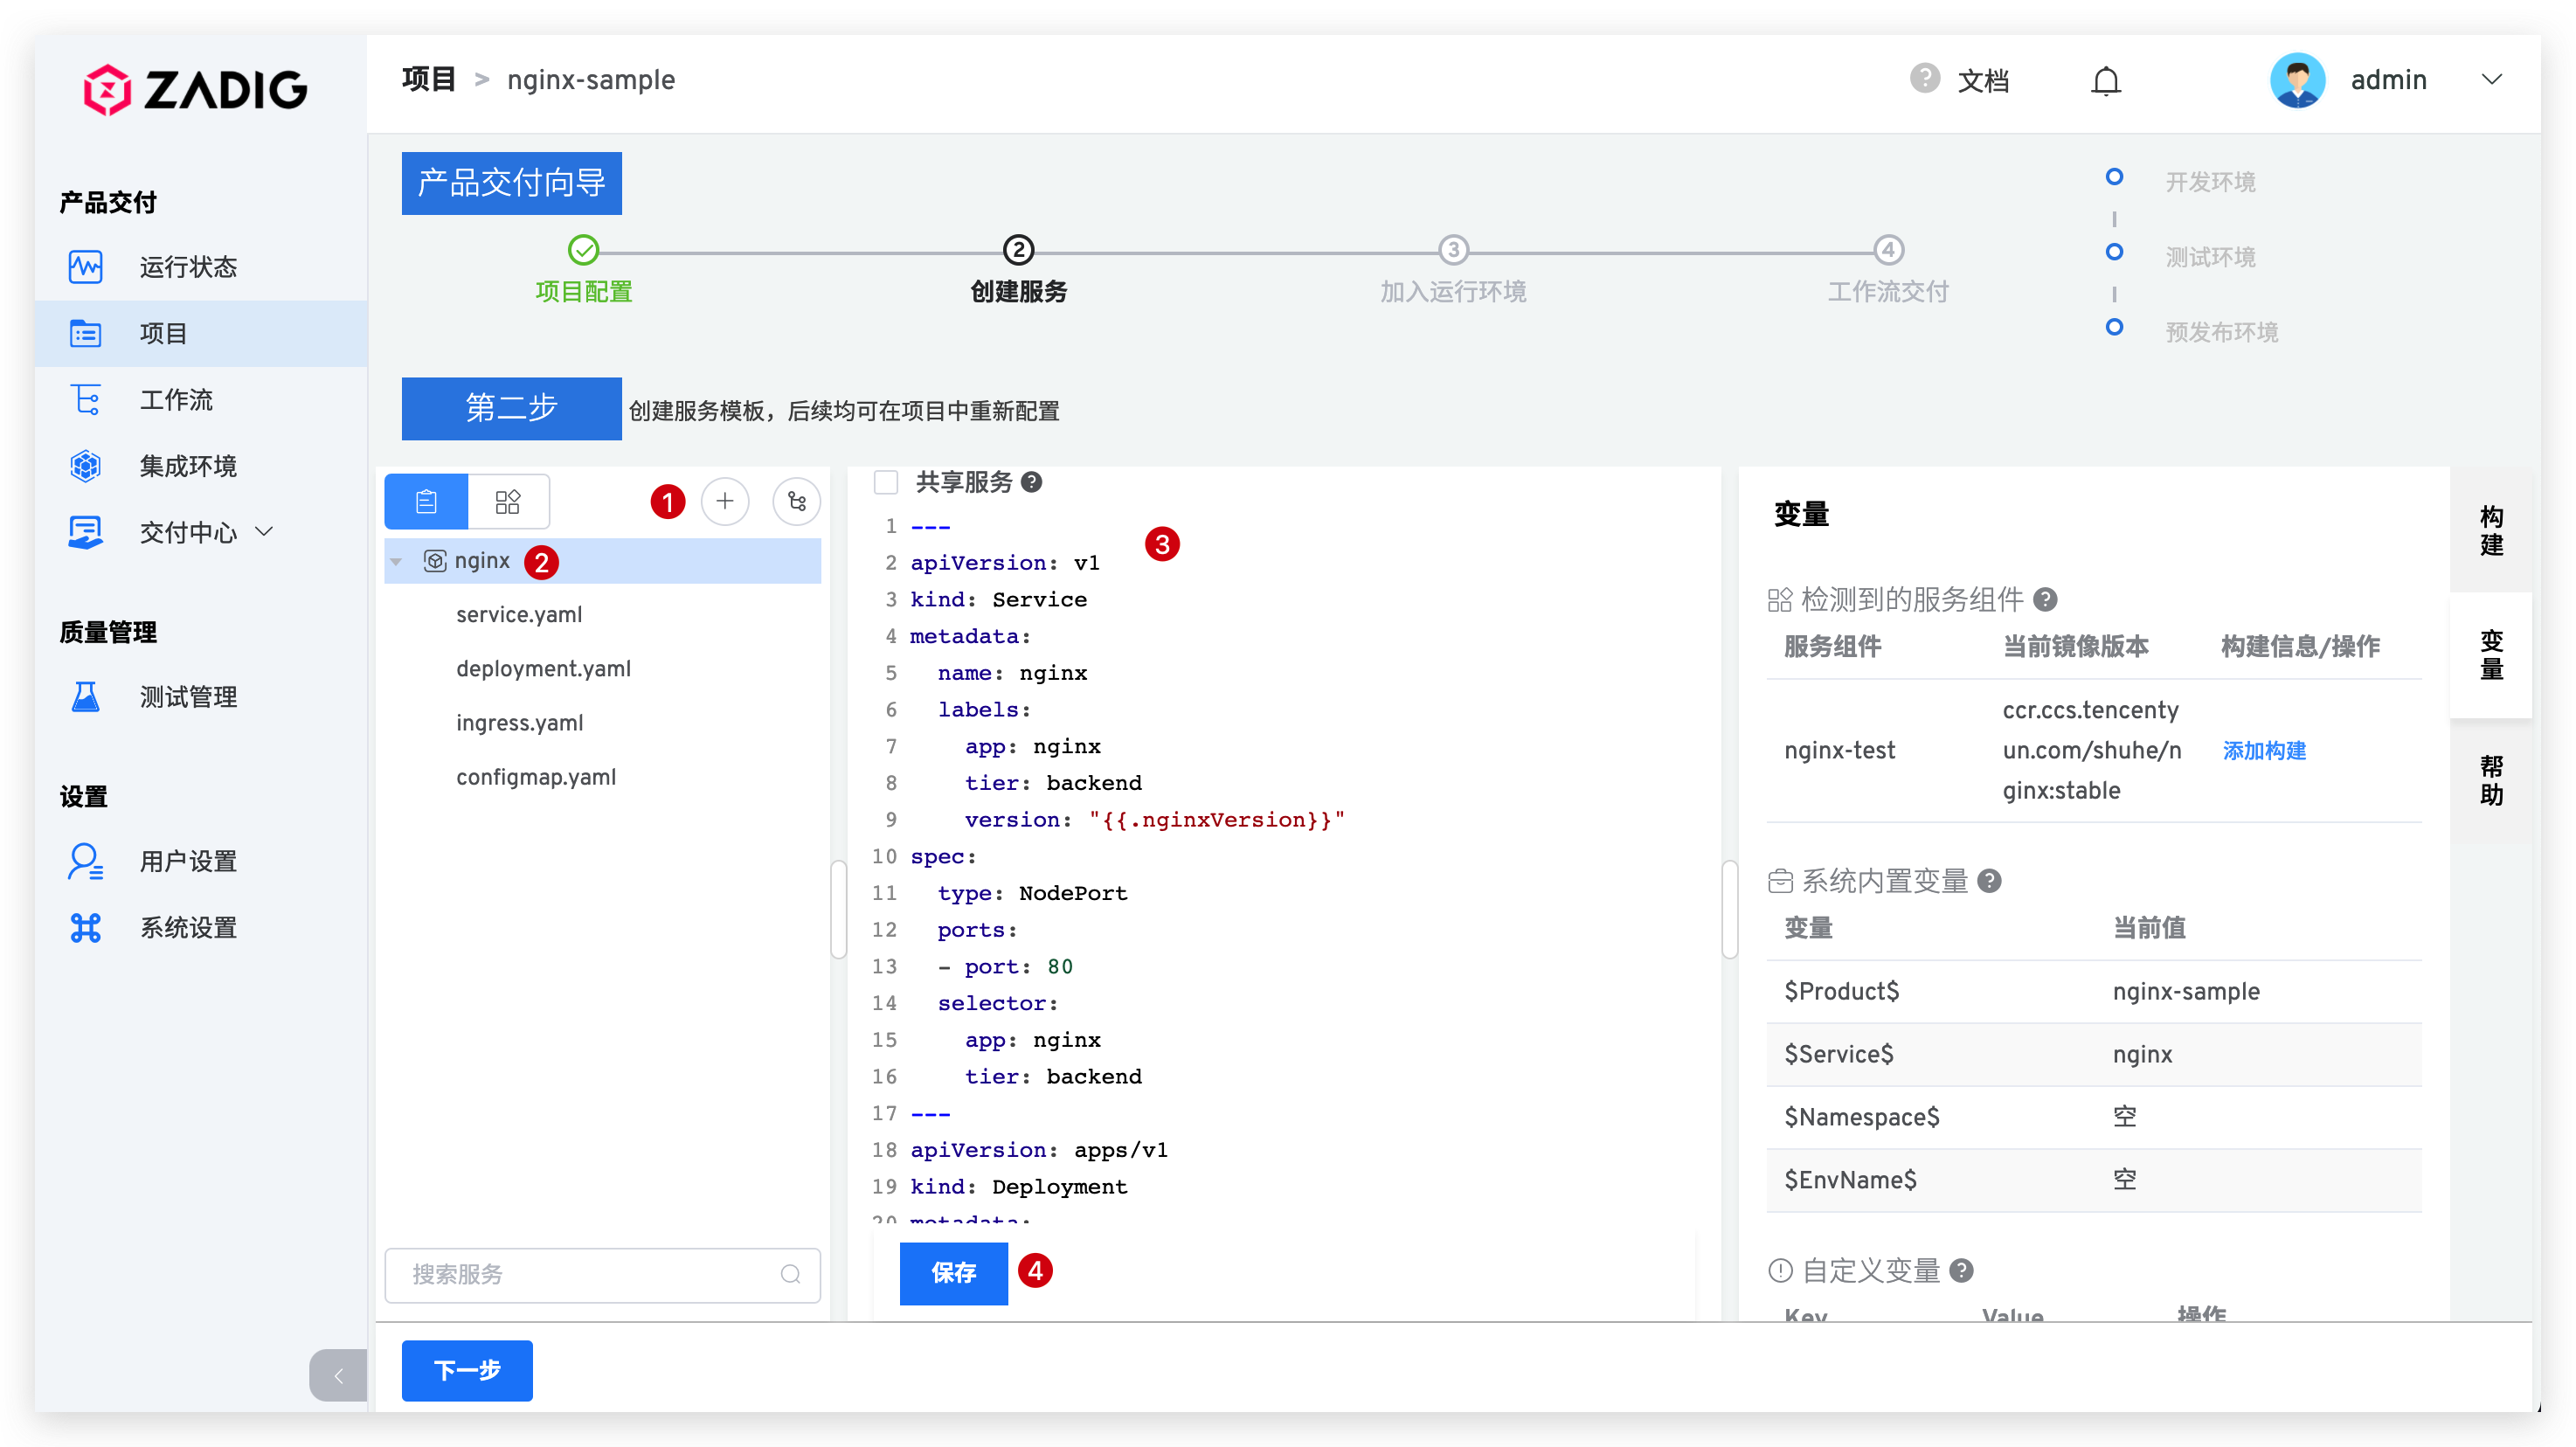 ZADIG
产品交付
运行状态
项目
工作流
集成环境
交付中心
质量管理
测试管理
设置
用户设置
系统设置
项目 > nginx-sample
? 文档
admin
产品交付向导
项目配置
2
创建服务
3
加入运行环境
4
工作流交付
开发环境
测试环境
预发布环境
第二步 创建服务模板，后续均可在项目中重新配置
1
nginx 2
service.yaml
deployment.yaml
ingress.yaml
configmap.yaml
搜索服务
共享服务 ?
3
1 ---
2 apiVersion: v1
3 kind: Service
4 metadata:
5   name: nginx
6   labels:
7     app: nginx
8     tier: backend
9     version: "{{.nginxVersion}}"
10 spec:
11   type: NodePort
12   ports:
13   - port: 80
14   selector:
15     app: nginx
16     tier: backend
17 ---
18 apiVersion: apps/v1
19 kind: Deployment
20 metadata:
保存 4
变量
检测到的服务组件 ?
服务组件 当前镜像版本 构建信息/操作
nginx-test ccr.ccs.tencenty 添加构建
un.com/shuhe/n
ginx:stable
系统内置变量 ?
变量 当前值
$Product$ nginx-sample
$Service$ nginx
$Namespace$ 空
$EnvName$ 空
自定义变量 ?
Key Value 操作
构建
变量
帮助
下一步